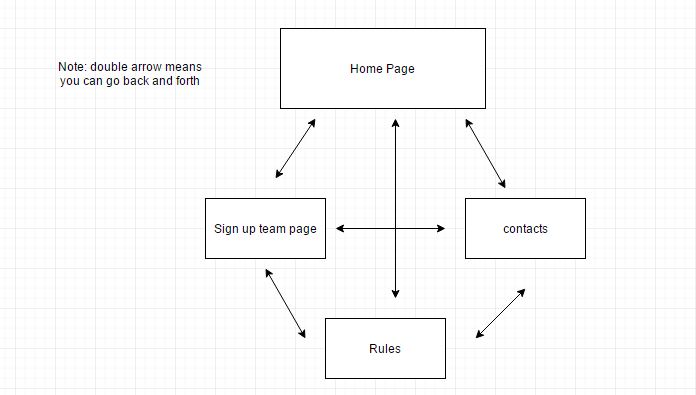 Note: double arrow means
you can go back and forth
Home Page
Sign up team page
contacts
Rules